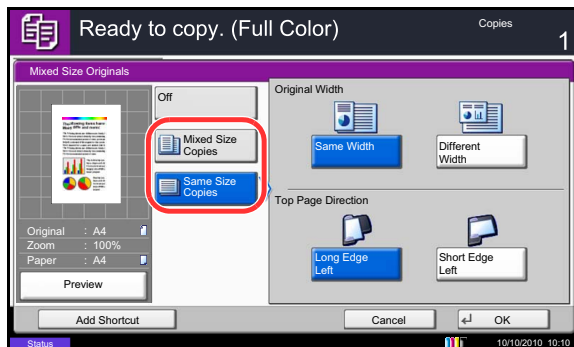 Ready to copy. (Full Color)
Copies
1
Mixed Size Originals
Off
Mixed Size
Copies
Same Size
Copies
Original : A4
Zoom : 100%
Paper : A4
Preview
Original Width
Same Width
Different
Width
Top Page Direction
Long Edge
Left
Short Edge
Left
Add Shortcut
Cancel
OK
Status
10/10/2010 10:10